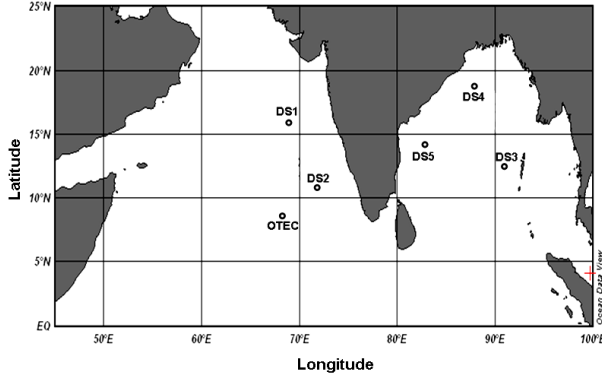 25°N
20°N
15°N
10°N
5°N
EQ
Latitude
DS1
DS4
DS5
DS3
DS2
OTEC
Ocean Data View
50°E
60°E
70°E
80°E
90°E
100°E
Longitude